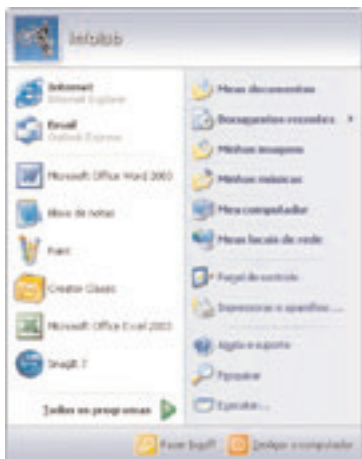 Infolab
Internet
Internet Explorer
Email
Outlook Express
Microsoft Office Word 2003
Bloco de notas
Paint
Creator Classic
Microsoft Office Excel 2003
SnagIt 7
Todos os programas
Meus documentos
Documentos recentes
Minhas imagens
Minhas músicas
Meu computador
Meus locais de rede
Painel de controle
Impressoras e aparelhos ...
Ajuda e suporte
Pesquisar
Executar...
Fazer logoff
Desligar o computador